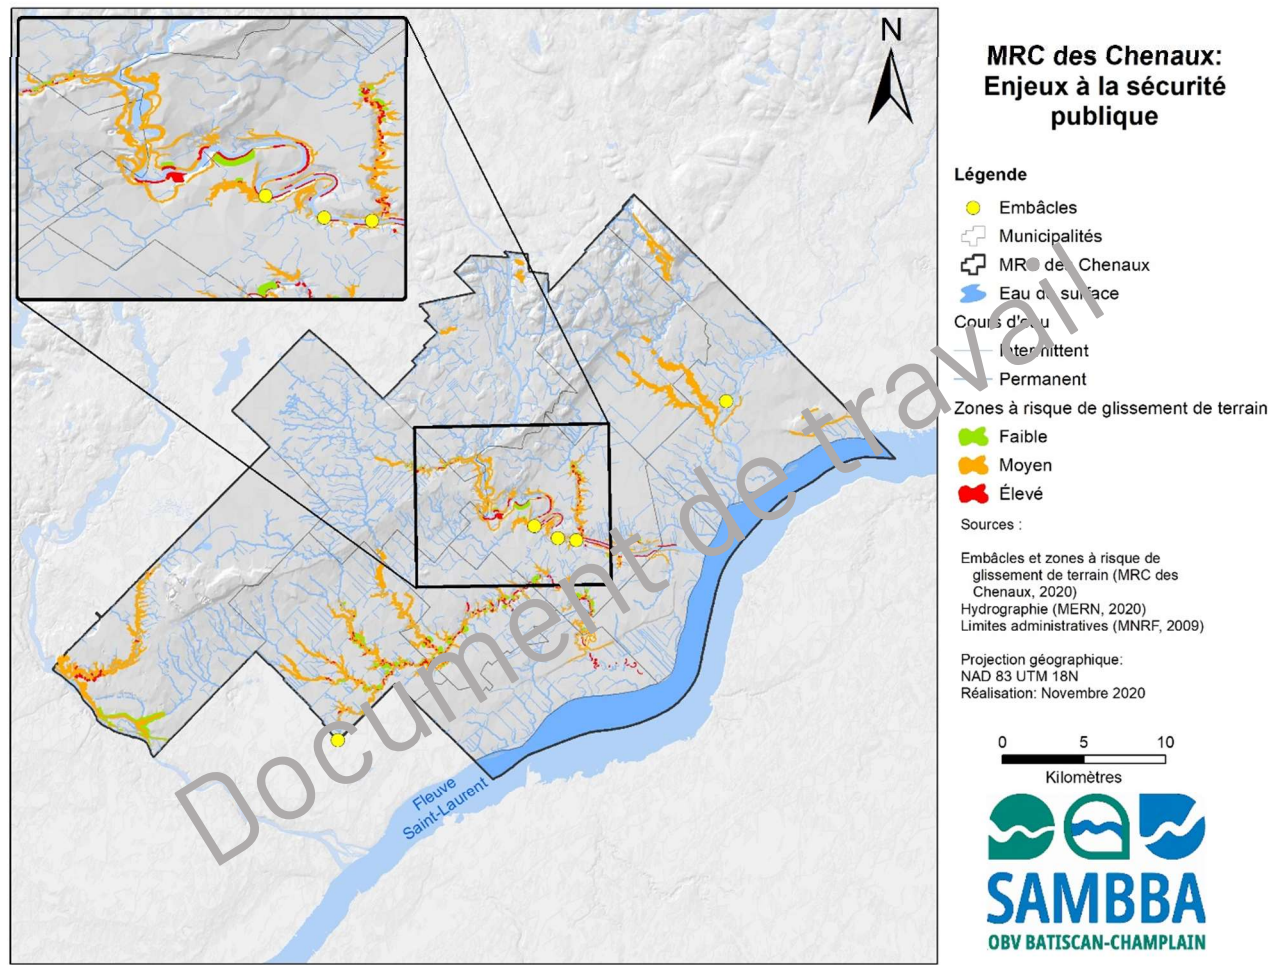 N
MRC des Chenaux:
Enjeux à la sécurité
publique
Légende
Embâcles
Municipalités
MRC des Chenaux
Eau de surface
Cours d'eau
Intermittent
Permanent
Zones à risque de glissement de terrain
Faible
Moyen
Élevé
Sources :
Embâcles et zones à risque de
glissement de terrain (MRC des
Chenaux, 2020)
Hydrographie (MERN, 2020)
Limites administratives (MNRF, 2009)
Projection géographique:
NAD 83 UTM 18N
Réalisation: Novembre 2020
0 5 10
Kilomètres
SAMBBA
OBV BATISCAN-CHAMPLAIN
Fleuve
Saint-Laurent
Document de travail